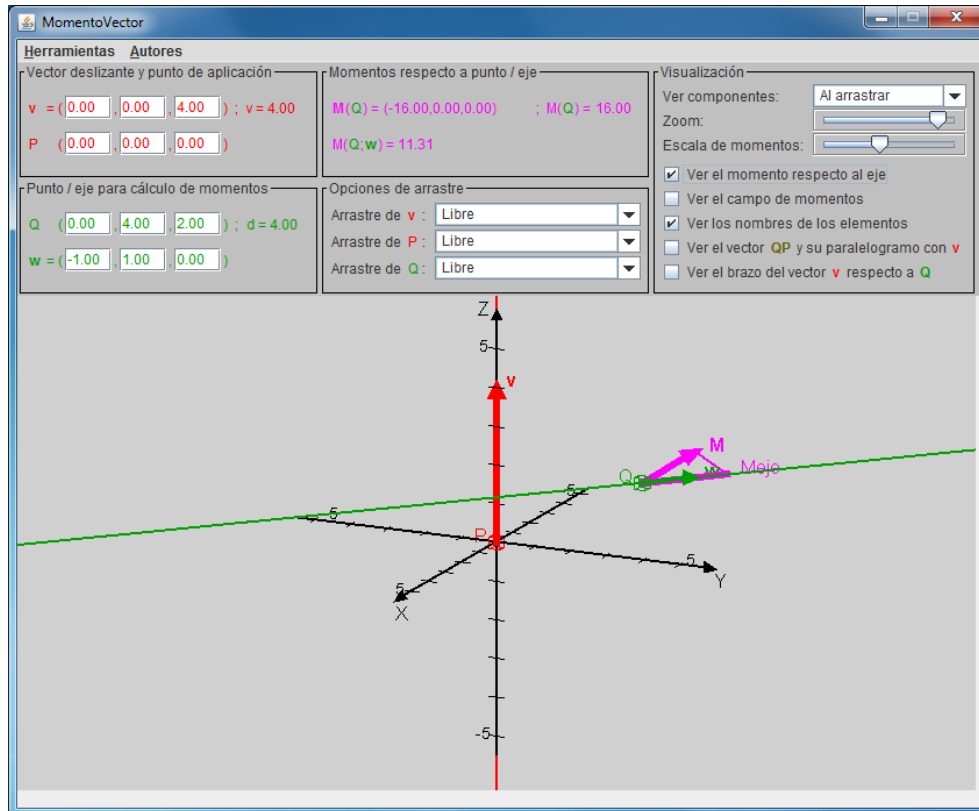 MomentoVector
Herramientas Autores
Vector deslizante y punto de aplicación
v = ( 0.00 , 0.00 , 4.00 ) ; v = 4.00
P ( 0.00 , 0.00 , 0.00 )
Momentos respecto a punto / eje
M(Q) = (-16.00,0.00,0.00) ; M(Q) = 16.00
M(Q;w) = 11.31
Visualización
Ver componentes: Al arrastrar
Zoom:
Escala de momentos:
Ver el momento respecto al eje
Ver el campo de momentos
Ver los nombres de los elementos
Ver el vector QP y su paralelogramo con v
Ver el brazo del vector v respecto a Q
Punto / eje para cálculo de momentos
Q ( 0.00 , 4.00 , 2.00 ) ; d = 4.00
w = ( -1.00 , 1.00 , 0.00 )
Opciones de arrastre
Arrastre de v : Libre
Arrastre de P : Libre
Arrastre de Q : Libre
Z
5
v
M
Q
w
Meje
5
5
P
5
5
X
Y
-5